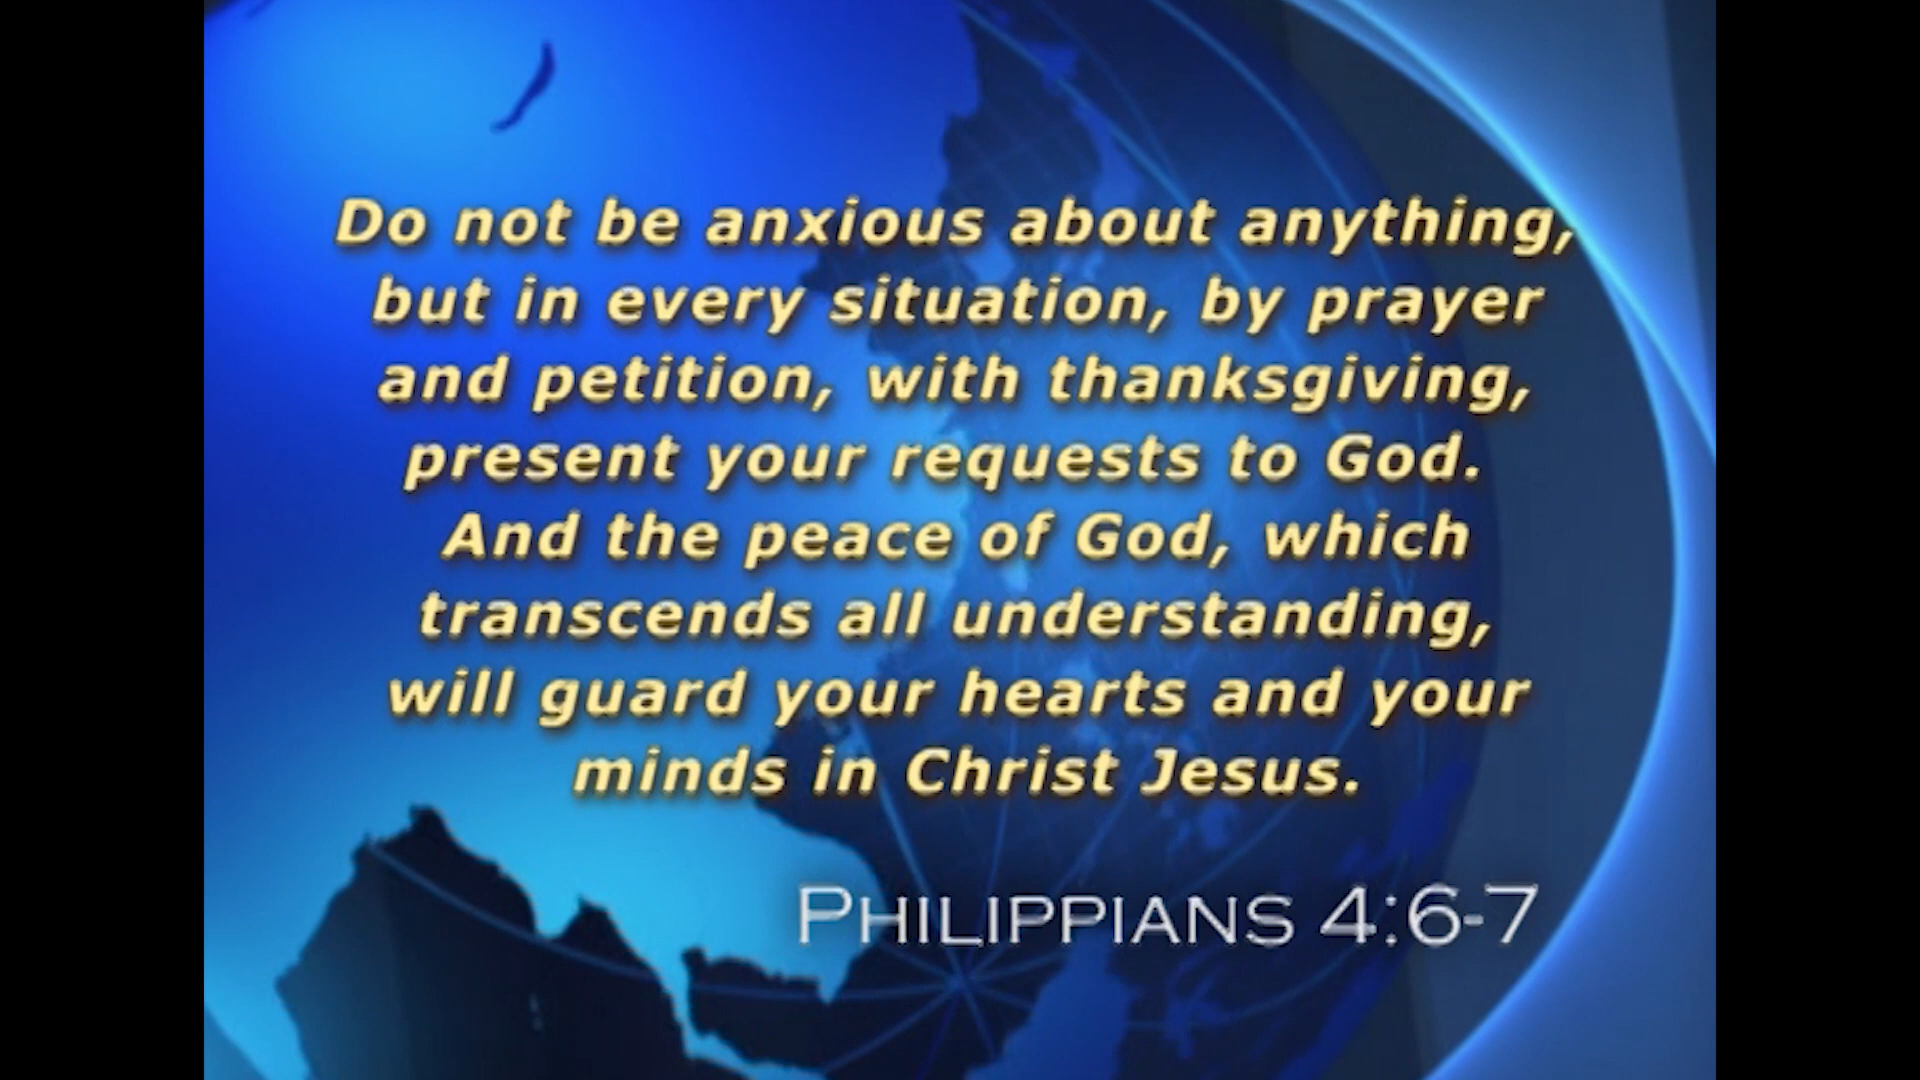 Do not be anxious about anything,
but in every situation, by prayer
and petition, with thanksgiving,
present your requests to God.
And the peace of God, which
transcends all understanding,
will guard your hearts and your
minds in Christ Jesus.
PHILIPPIANS 4:6-7